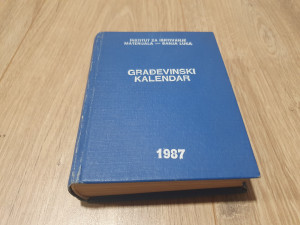 INSTITUT ZA ISPITIVANJE
MATERIJALA — BANJA LUKA
GRAĐEVINSKI
KALENDAR
1987